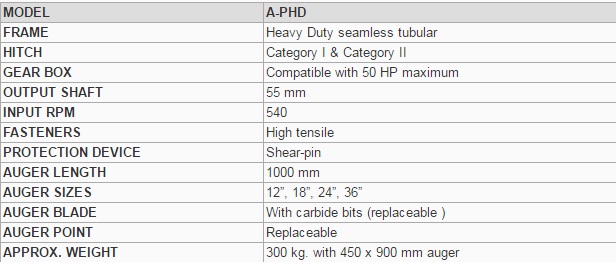 MODEL A-PHD
FRAME Heavy Duty seamless tubular
HITCH Category I & Category II
GEAR BOX Compatible with 50 HP maximum
OUTPUT SHAFT 55 mm
INPUT RPM 540
FASTENERS High tensile
PROTECTION DEVICE Shear-pin
AUGER LENGTH 1000 mm
AUGER SIZES 12”, 18”, 24”, 36”
AUGER BLADE With carbide bits (replaceable )
AUGER POINT Replaceable
APPROX. WEIGHT 300 kg. with 450 x 900 mm auger